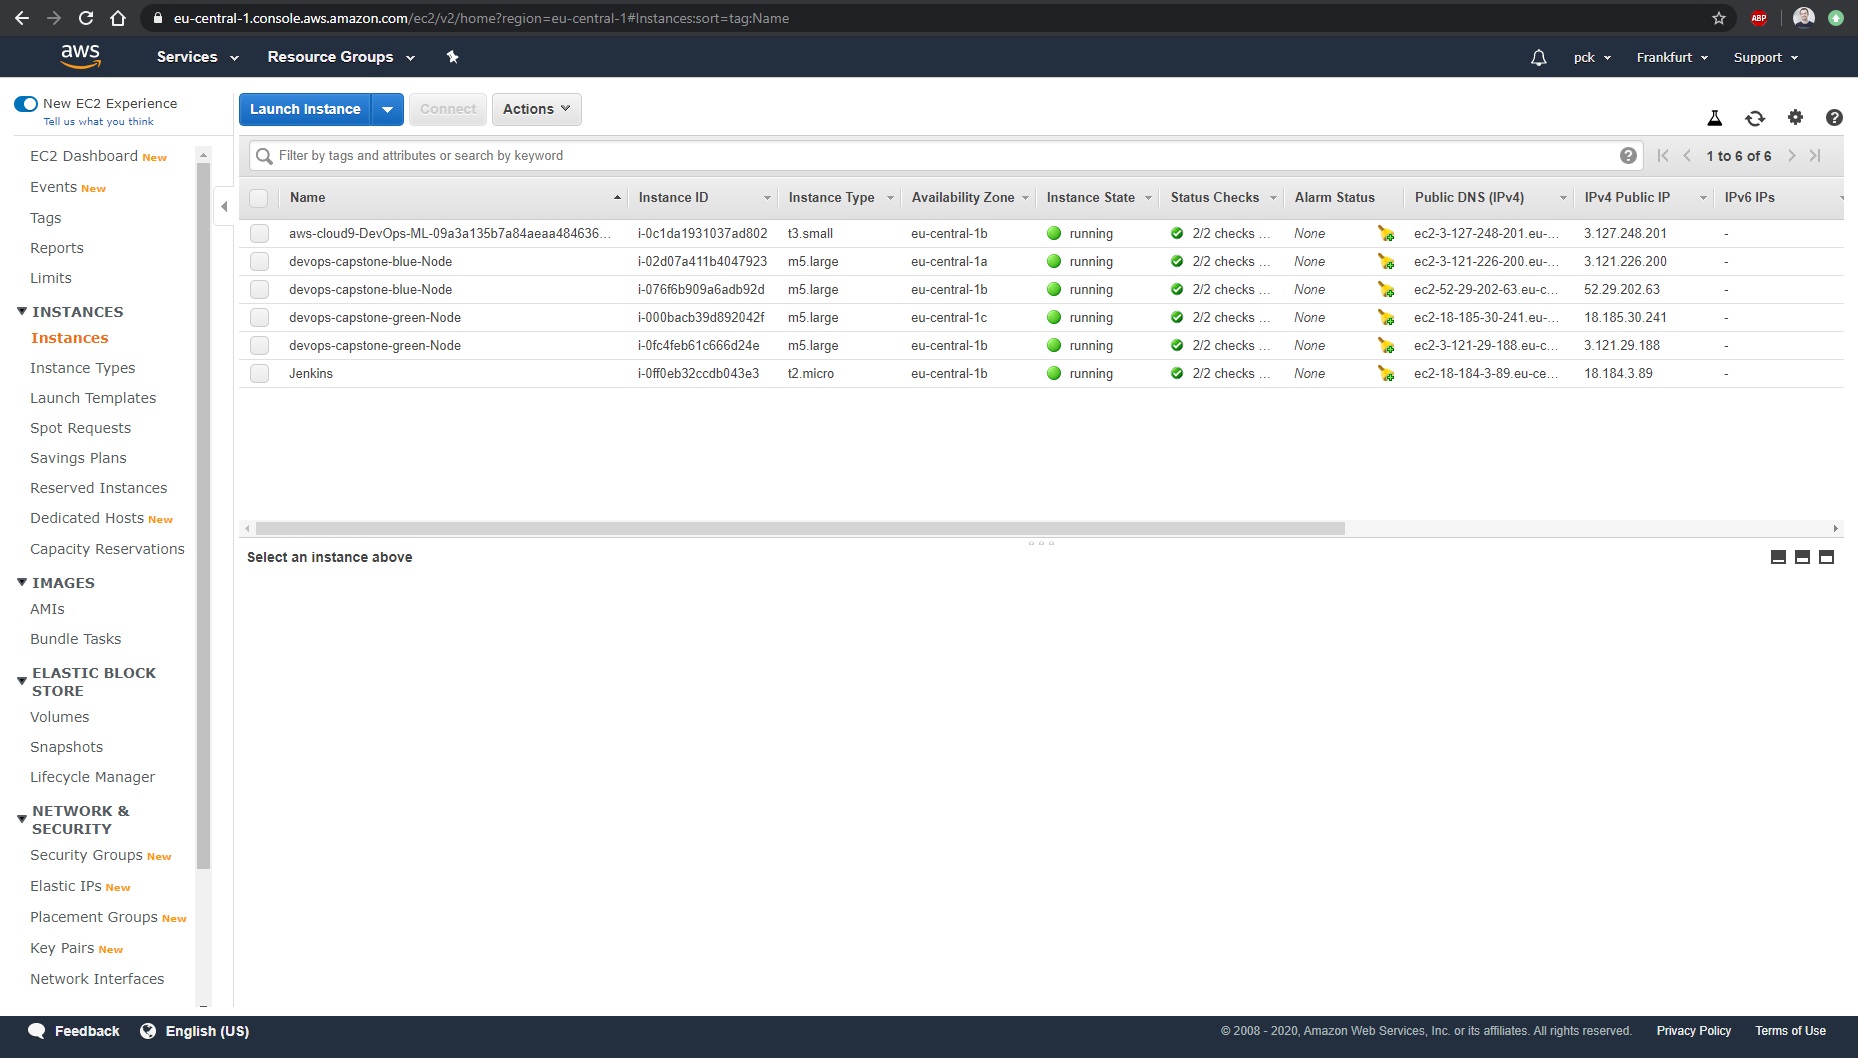 eu-central-1.console.aws.amazon.com/ec2/v2/home?region=eu-central-1#Instances:sort=tag:Name
ABP
aws
Services
Resource Groups
pck
Frankfurt
Support
New EC2 Experience
Tell us what you think
EC2 Dashboard New
Events New
Tags
Reports
Limits
INSTANCES
Instances
Instance Types
Launch Templates
Spot Requests
Savings Plans
Reserved Instances
Dedicated Hosts New
Capacity Reservations
IMAGES
AMIs
Bundle Tasks
ELASTIC BLOCK
STORE
Volumes
Snapshots
Lifecycle Manager
NETWORK &
SECURITY
Security Groups New
Elastic IPs New
Placement Groups New
Key Pairs New
Network Interfaces
Launch Instance
Connect
Actions
Filter by tags and attributes or search by keyword
1 to 6 of 6
Name Instance ID Instance Type Availability Zone Instance State Status Checks Alarm Status Public DNS (IPv4) IPv4 Public IP IPv6 IPs
aws-cloud9-DevOps-ML-09a3a135b7a84aeaa484636... i-0c1da1931037ad802 t3.small eu-central-1b running 2/2 checks ... None ec2-3-127-248-201.eu-... 3.127.248.201 -
devops-capstone-blue-Node i-02d07a411b4047923 m5.large eu-central-1a running 2/2 checks ... None ec2-3-121-226-200.eu-... 3.121.226.200 -
devops-capstone-blue-Node i-076f6b909a6adb92d m5.large eu-central-1b running 2/2 checks ... None ec2-52-29-202-63.eu-c... 52.29.202.63 -
devops-capstone-green-Node i-000bacb39d892042f m5.large eu-central-1c running 2/2 checks ... None ec2-18-185-30-241.eu-... 18.185.30.241 -
devops-capstone-green-Node i-0fc4feb61c666d24e m5.large eu-central-1b running 2/2 checks ... None ec2-3-121-29-188.eu-c... 3.121.29.188 -
Jenkins i-0ff0eb32ccdb043e3 t2.micro eu-central-1b running 2/2 checks ... None ec2-18-184-3-89.eu-ce... 18.184.3.89 -
Select an instance above
Feedback
English (US)
© 2008 - 2020, Amazon Web Services, Inc. or its affiliates. All rights reserved.
Privacy Policy
Terms of Use